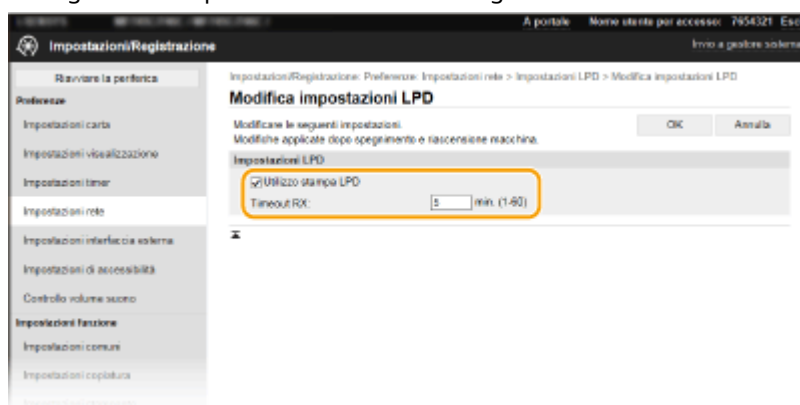 À portale Nome utente per accesso: 7654321
Impostazioni/Registrazione
Invio a gestore sistema
Riavviare la periferica
Impostazioni/Registrazione: Preferenze: Impostazioni rete > Impostazioni LPD > Modifica impostazioni LPD
Preferenze
Modifica impostazioni LPD
Impostazioni carta
Modificare le seguenti impostazioni.
OK
Annulla
Modifiche applicate dopo spegnimento e riaccensione macchina.
Impostazioni visualizzazione
Impostazioni LPD
Impostazioni timer
Utilizzo stampa LPD
Impostazioni rete
Timeout RX: 5 min. (1-60)
Impostazioni interfaccia esterna
Impostazioni di accessibilità
Controllo volume suono
Impostazioni funzione
Impostazioni comuni
Impostazioni copiatura